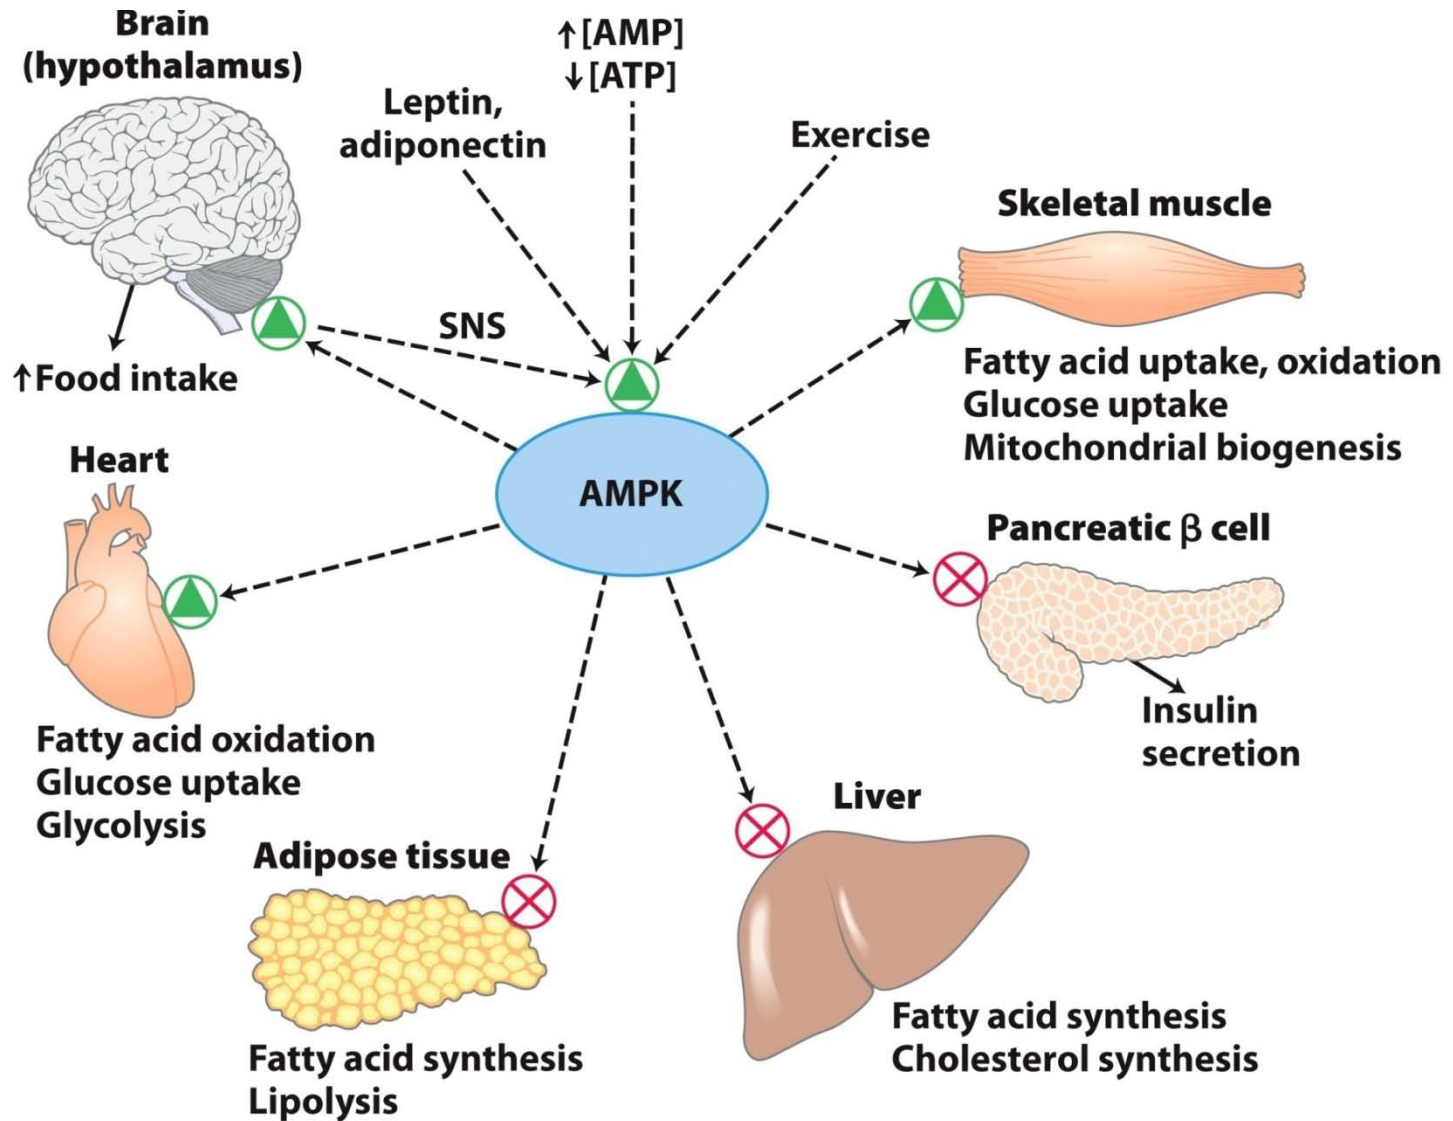 Brain
(hypothalamus)
↑[AMP]
↓[ATP]
Leptin,
adiponectin
Exercise
Skeletal muscle
SNS
↑Food intake
Fatty acid uptake, oxidation
Glucose uptake
Mitochondrial biogenesis
Heart
AMPK
Pancreatic β cell
Insulin
secretion
Fatty acid oxidation
Glucose uptake
Glycolysis
Liver
Adipose tissue
Fatty acid synthesis
Cholesterol synthesis
Fatty acid synthesis
Lipolysis